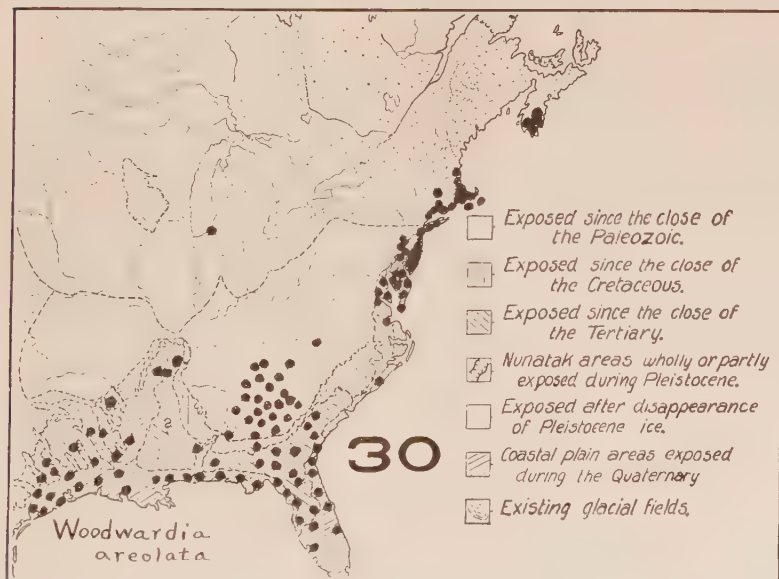 Exposed since the close of
the Paleozoic.
Exposed since the close of
the Cretaceous.
Exposed since the close of
the Tertiary.
Nunatak areas wholly or partly
exposed during Pleistocene.
Exposed after disappearance
of Pleistocene ice.
Coastal plain areas exposed
during the Quaternary
Existing glacial fields.
2
30
Woodwardia
areolata